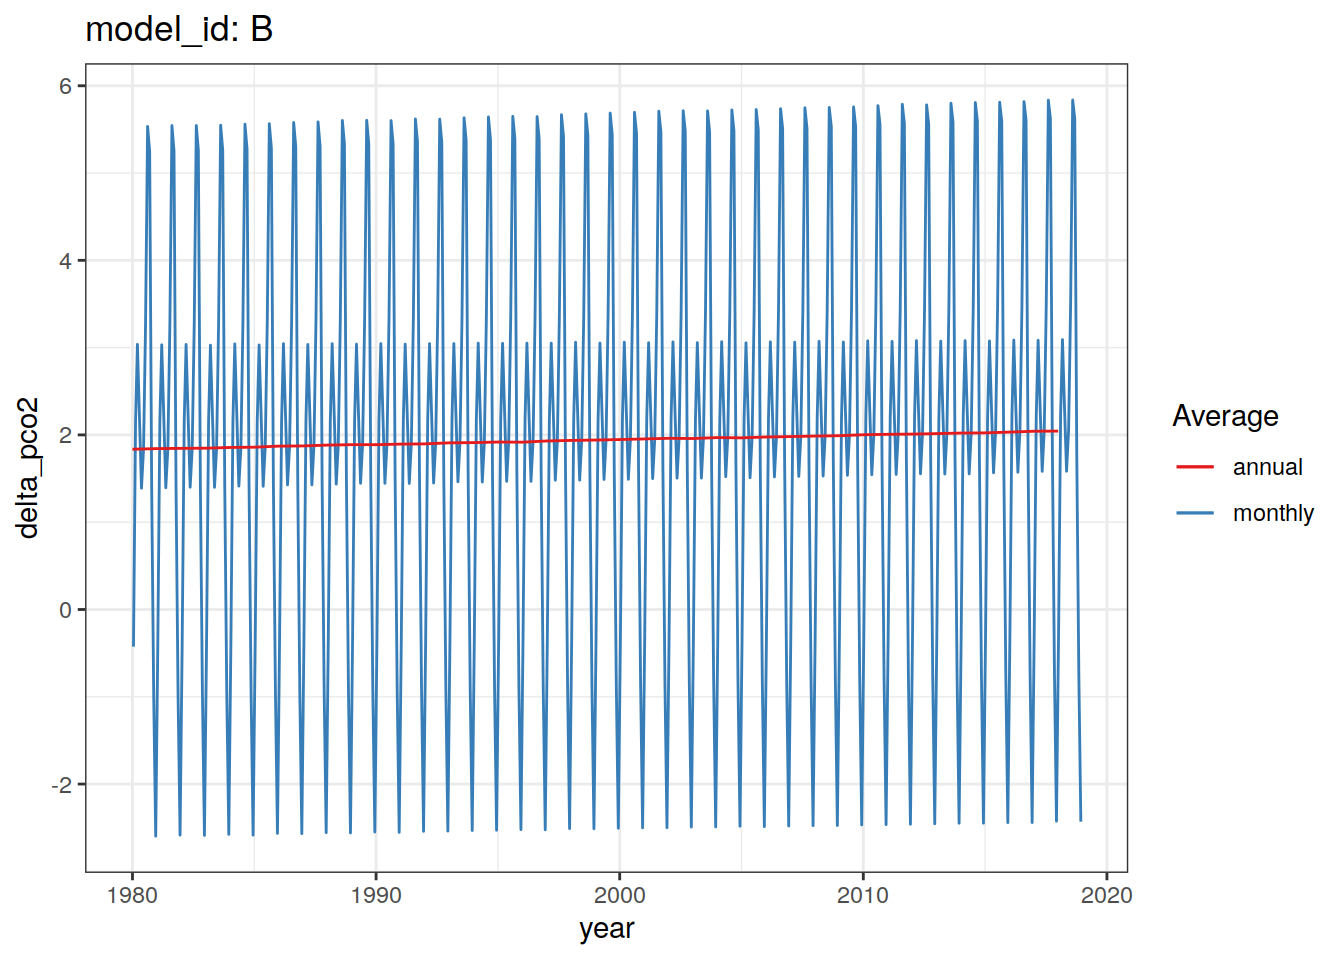 model_id: B
6
4
2
0
-2
delta_pco2
1980 1990 2000 2010 2020
year
Average
annual
monthly